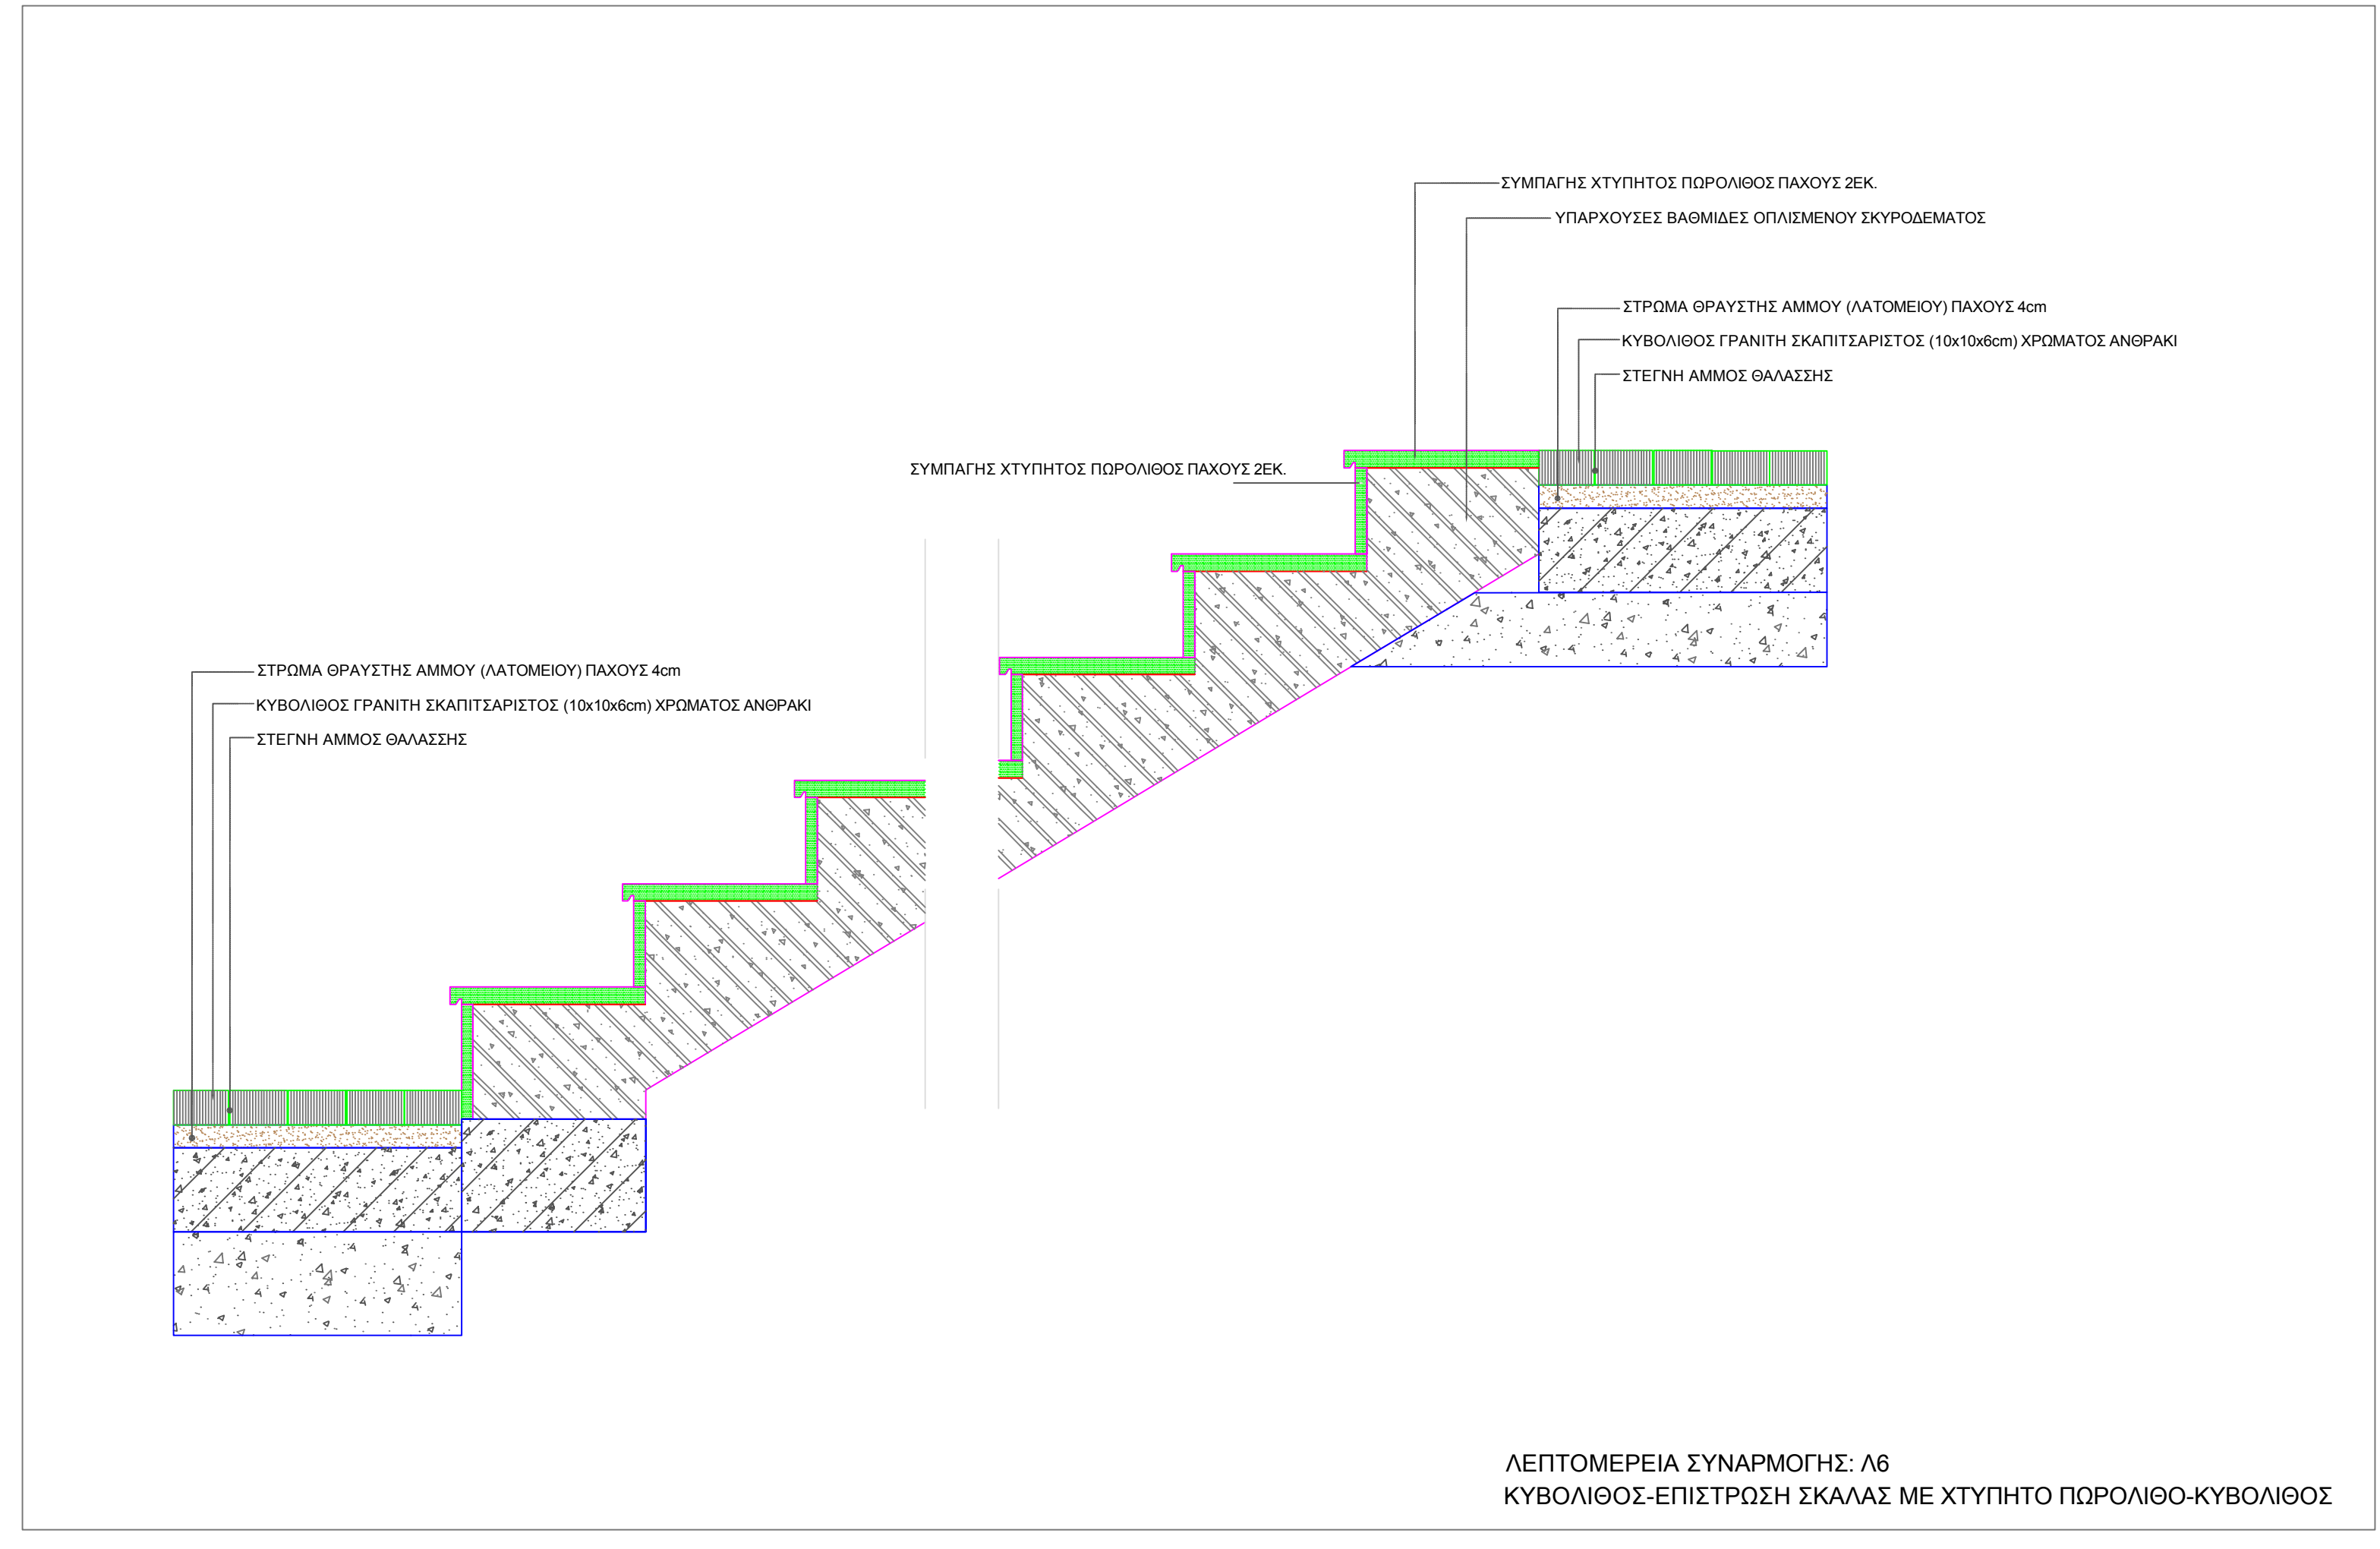 ΣΥΜΠΑΓΗΣ ΧΤΥΠΗΤΟΣ ΠΩΡΟΛΙΘΟΣ ΠΑΧΟΥΣ 2ΕΚ.
ΥΠΑΡΧΟΥΣΕΣ ΒΑΘΜΙΔΕΣ ΟΠΛΙΣΜΕΝΟΥ ΣΚΥΡΟΔΕΜΑΤΟΣ
ΣΤΡΩΜΑ ΘΡΑΥΣΤΗΣ ΑΜΜΟΥ (ΛΑΤΟΜΕΙΟΥ) ΠΑΧΟΥΣ 4cm
ΚΥΒΟΛΙΘΟΣ ΓΡΑΝΙΤΗ ΣΚΑΠΙΤΣΑΡΙΣΤΟΣ (10x10x6cm) ΧΡΩΜΑΤΟΣ ΑΝΘΡΑΚΙ
ΣΤΕΓΝΗ ΑΜΜΟΣ ΘΑΛΑΣΣΗΣ
ΣΥΜΠΑΓΗΣ ΧΤΥΠΗΤΟΣ ΠΩΡΟΛΙΘΟΣ ΠΑΧΟΥΣ 2ΕΚ.
ΣΤΡΩΜΑ ΘΡΑΥΣΤΗΣ ΑΜΜΟΥ (ΛΑΤΟΜΕΙΟΥ) ΠΑΧΟΥΣ 4cm
ΚΥΒΟΛΙΘΟΣ ΓΡΑΝΙΤΗ ΣΚΑΠΙΤΣΑΡΙΣΤΟΣ (10x10x6cm) ΧΡΩΜΑΤΟΣ ΑΝΘΡΑΚΙ
ΣΤΕΓΝΗ ΑΜΜΟΣ ΘΑΛΑΣΣΗΣ
ΛΕΠΤΟΜΕΡΕΙΑ ΣΥΝΑΡΜΟΓΗΣ: Λ6
ΚΥΒΟΛΙΘΟΣ-ΕΠΙΣΤΡΩΣΗ ΣΚΑΛΑΣ ΜΕ ΧΤΥΠΗΤΟ ΠΩΡΟΛΙΘΟ-ΚΥΒΟΛΙΘΟΣ